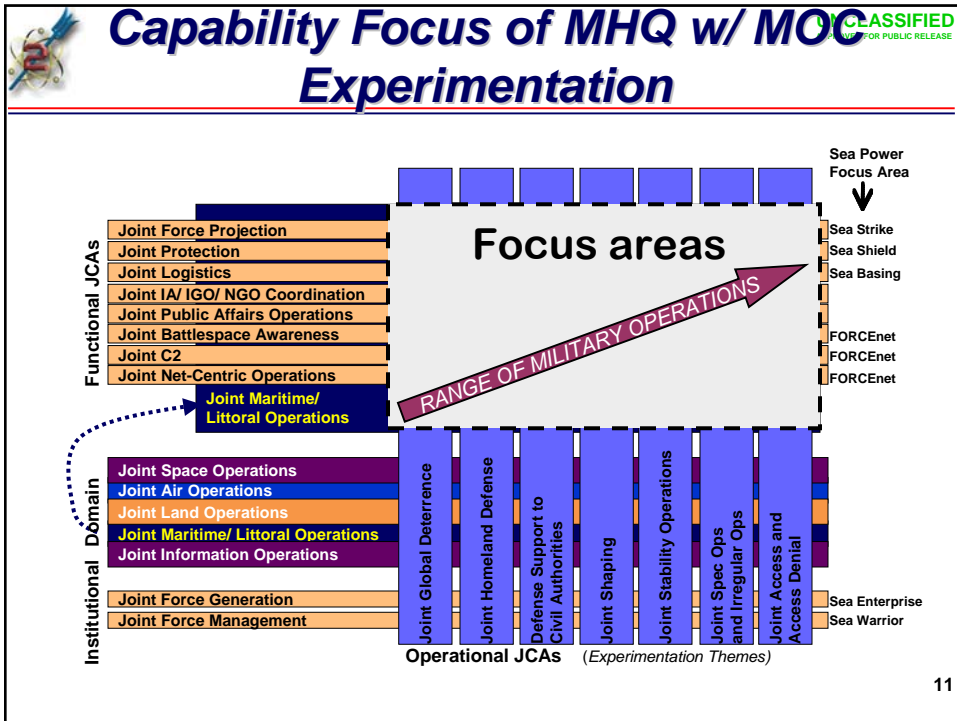 Capability Focus of MHQ w/ MOC
Experimentation
UNCLASSIFIED
APPROVED FOR PUBLIC RELEASE
2
Sea Power
Focus Area
Functional JCAs
Joint Force Projection
Joint Protection
Joint Logistics
Joint IA/ IGO/ NGO Coordination
Joint Public Affairs Operations
Joint Battlespace Awareness
Joint C2
Joint Net-Centric Operations
Joint Maritime/
Littoral Operations
Focus areas
RANGE OF MILITARY OPERATIONS
Sea Strike
Sea Shield
Sea Basing
FORCEnet
FORCEnet
FORCEnet
Institutional Domain
Joint Space Operations
Joint Air Operations
Joint Land Operations
Joint Maritime/ Littoral Operations
Joint Information Operations
Joint Force Generation
Joint Force Management
Joint Global Deterrence
Joint Homeland Defense
Defense Support to
Civil Authorities
Joint Shaping
Joint Stability Operations
Joint Spec Ops
and Irregular Ops
Joint Access and
Access Denial
Sea Enterprise
Sea Warrior
Operational JCAs (Experimentation Themes)
11